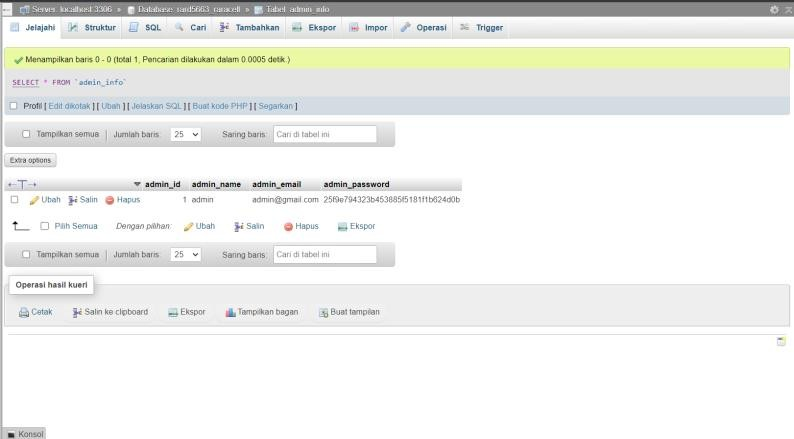 Server: localhost:3306 » Database: rard5663_raracell » Tabel: admin_info
Jelajahi Struktur SQL Cari Tambahkan Ekspor Impor Operasi Trigger
Menampilkan baris 0 - 0 (total 1, Pencarian dilakukan dalam 0.0005 detik.)
SELECT * FROM `admin_info`
Profil [ Edit dikotak ] [ Ubah ] [ Jelaskan SQL ] [ Buat kode PHP ] [ Segarkan ]
Tampilkan semua | Jumlah baris: 25 Saring baris: Cari di tabel ini
Extra options
←T→ admin_id admin_name admin_email admin_password
Ubah Salin Hapus 1 admin admin@gmail.com 25f9e794323b453885f5181f1b624d0b
Pilih Semua Dengan pilihan: Ubah Salin Hapus Ekspor
Tampilkan semua | Jumlah baris: 25 Saring baris: Cari di tabel ini
Operasi hasil kueri
Cetak Salin ke clipboard Ekspor Tampilkan bagan Buat tampilan
Konsol